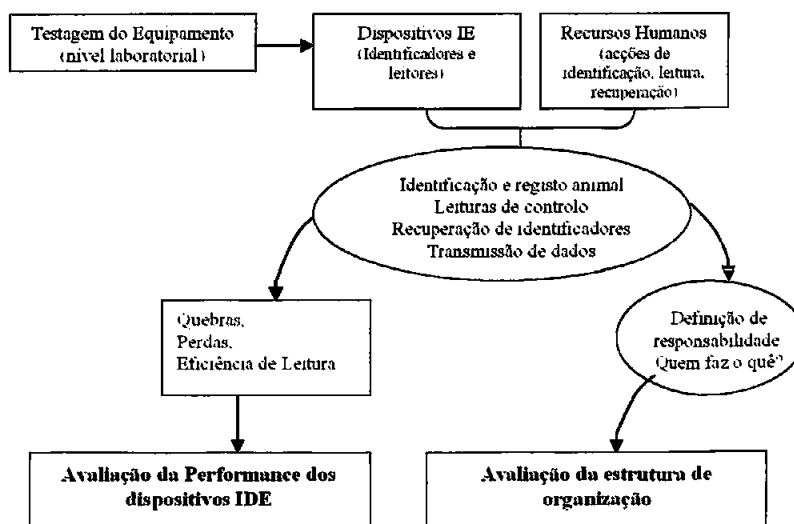 Testagem do Equipamento
(nível laboratorial)
Dispositivos IE
(Identificadores e
leitores)
Recursos Humanos
(acções de
identificação, leitura,
recuperação)
Identificação e registo animal
Leituras de controlo
Recuperação de identificadores
Transmissão de dados
Quebras,
Perdas,
Eficiência de Leitura
Definição de
responsabilidade
Quem faz o quê?
Avaliação da Performance dos
dispositivos IDE
Avaliação da estrutura de
organização